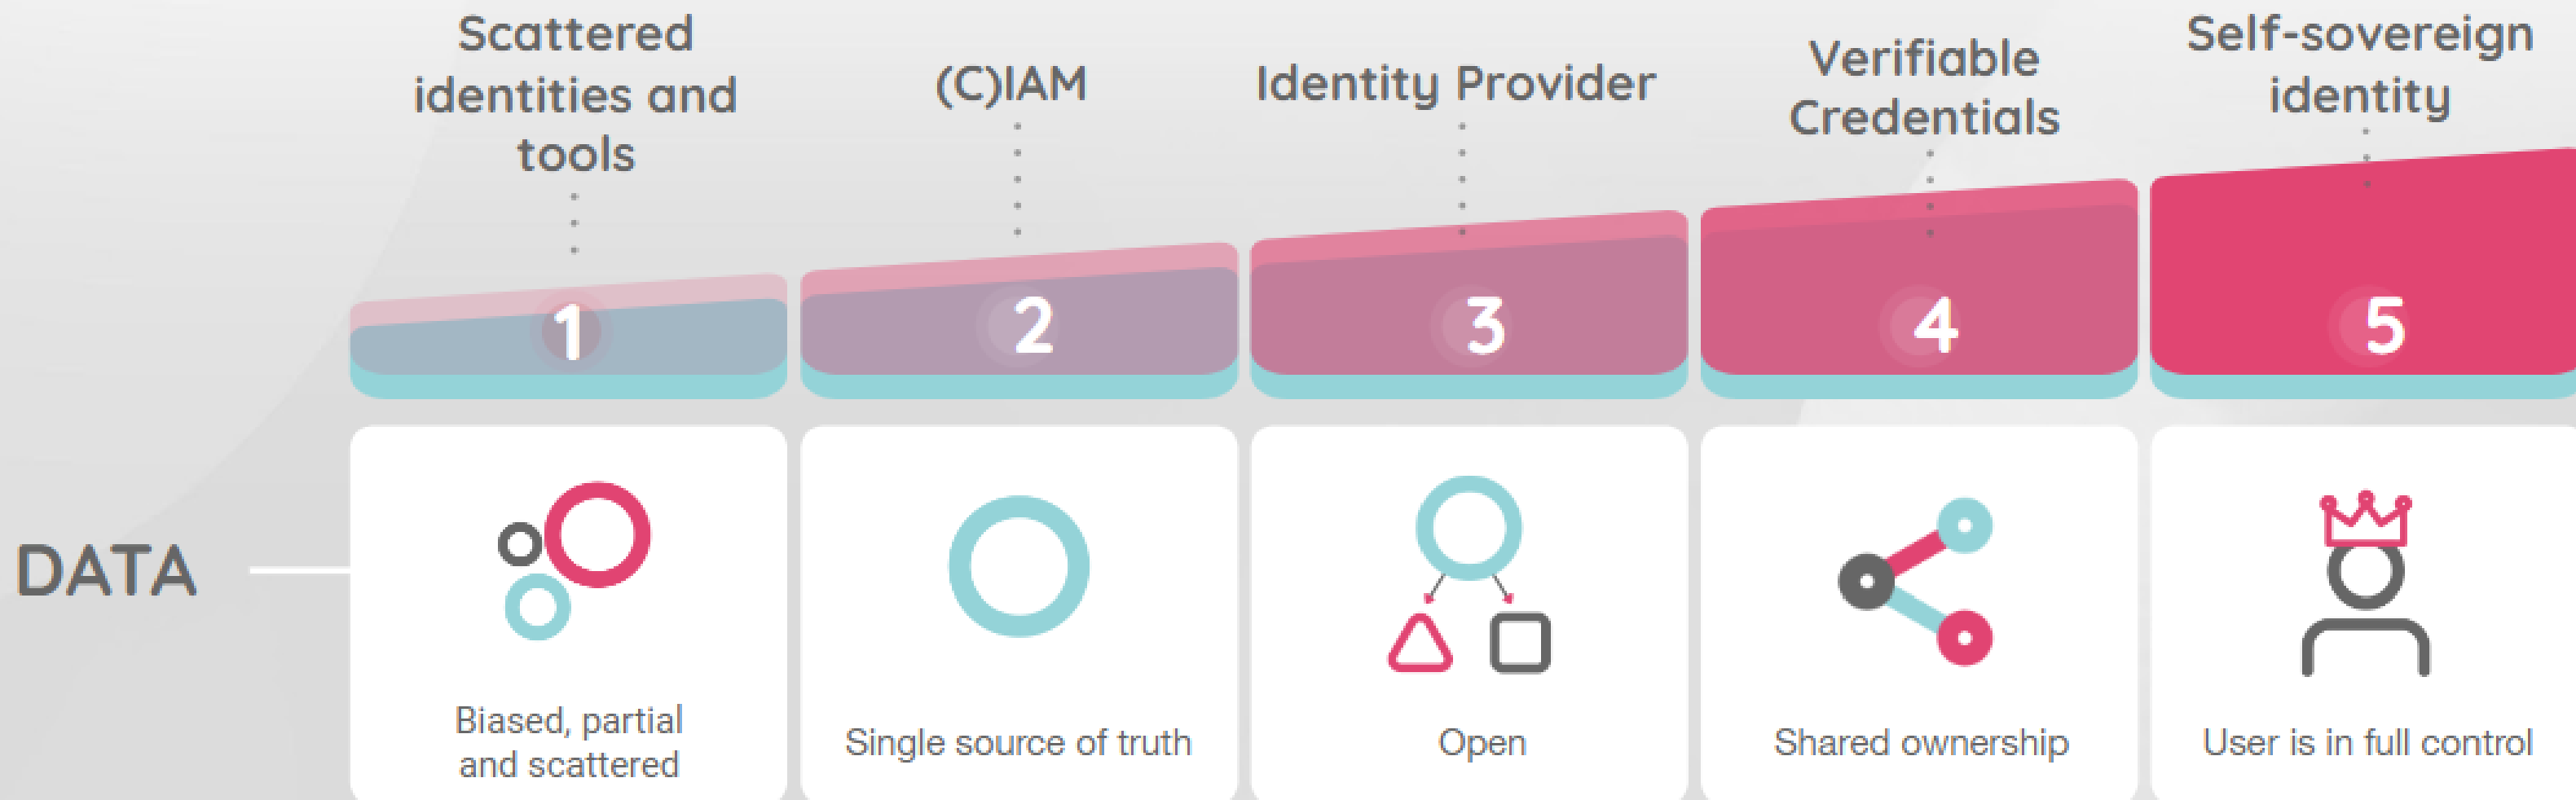 Scattered
identities and
tools
(C)IAM
Identity Provider
Verifiable
Credentials
Self-sovereign
identity
1
2
3
4
5
DATA
Biased, partial
and scattered
Single source of truth
Open
Shared ownership
User is in full control